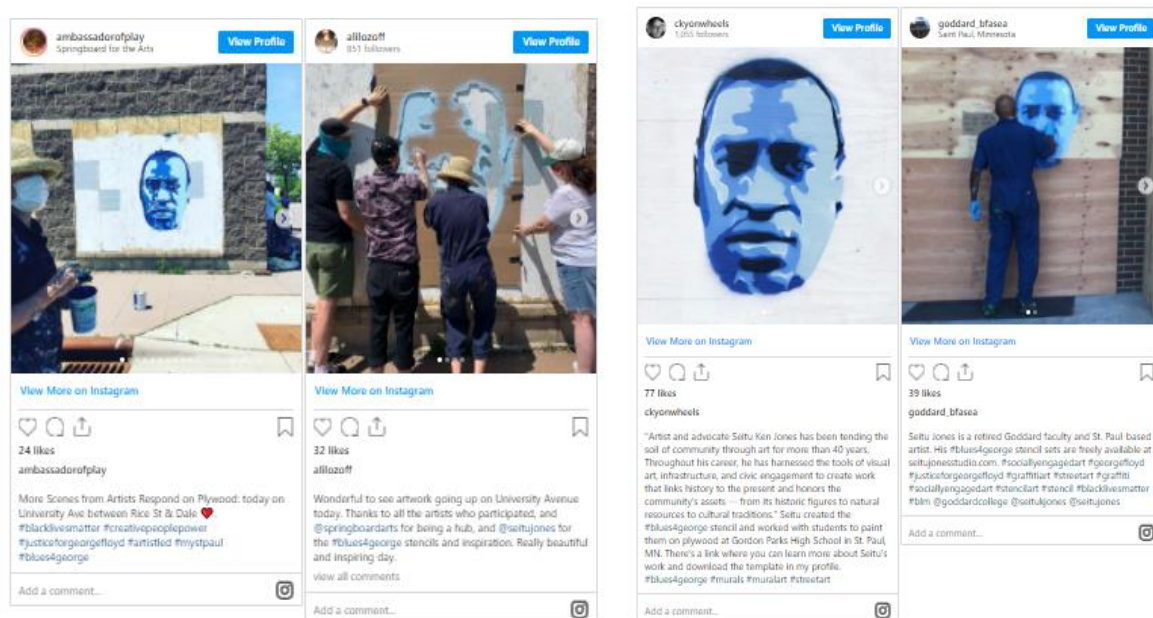 ambassadorofplay
Springboard for the Arts
View Profile
View More on Instagram
24 likes
ambassadorofplay
More Scenes from Artists Respond on Plywood: today on
University Ave between Rice St & Dale ❤️
#blacklivesmatter #creativepeoplepower
#justiceforgeorgefloyd #artistled #mystpaul
#blues4george
Add a comment...
alilozoff
851 followers
View Profile
View More on Instagram
32 likes
alilozoff
Wonderful to see artwork going up on University Avenue
today. Thanks to all the artists who participated, and
@springboardarts for being a hub, and @seitujones for
the #blues4george stencils and inspiration. Really beautiful
and inspiring day.
view all comments
Add a comment...
ckyonwheels
1,055 followers
View Profile
View More on Instagram
77 likes
ckyonwheels
"Artist and advocate Seitu Ken Jones has been tending the
soil of community through art for more than 40 years.
Throughout his career, he has harnessed the tools of visual
art, infrastructure, and civic engagement to create work
that links history to the present and honors the
community's assets — from its historic figures to natural
resources to cultural traditions." Seitu created the
#blues4george stencil and worked with students to paint
them on plywood at Gordon Parks High School in St. Paul,
MN. There's a link where you can learn more about Seitu's
work and download the template in my profile.
#blues4george #murals #muralart #streetart
Add a comment...
goddard_bfasea
Saint Paul, Minnesota
View Profile
View More on Instagram
39 likes
goddard_bfasea
Seitu Jones is a retired Goddard faculty and St. Paul based
artist. His #blues4george stencil sets are freely available at
seitujonesstudio.com. #sociallyengagedart #georgefloyd
#justiceforgeorgefloyd #graffitiart #streetart #graffiti
#sociallyengagedart #stencilart #stencil #blacklivesmatter
#blm @goddardcollege @seitukjones @seitujones
Add a comment...